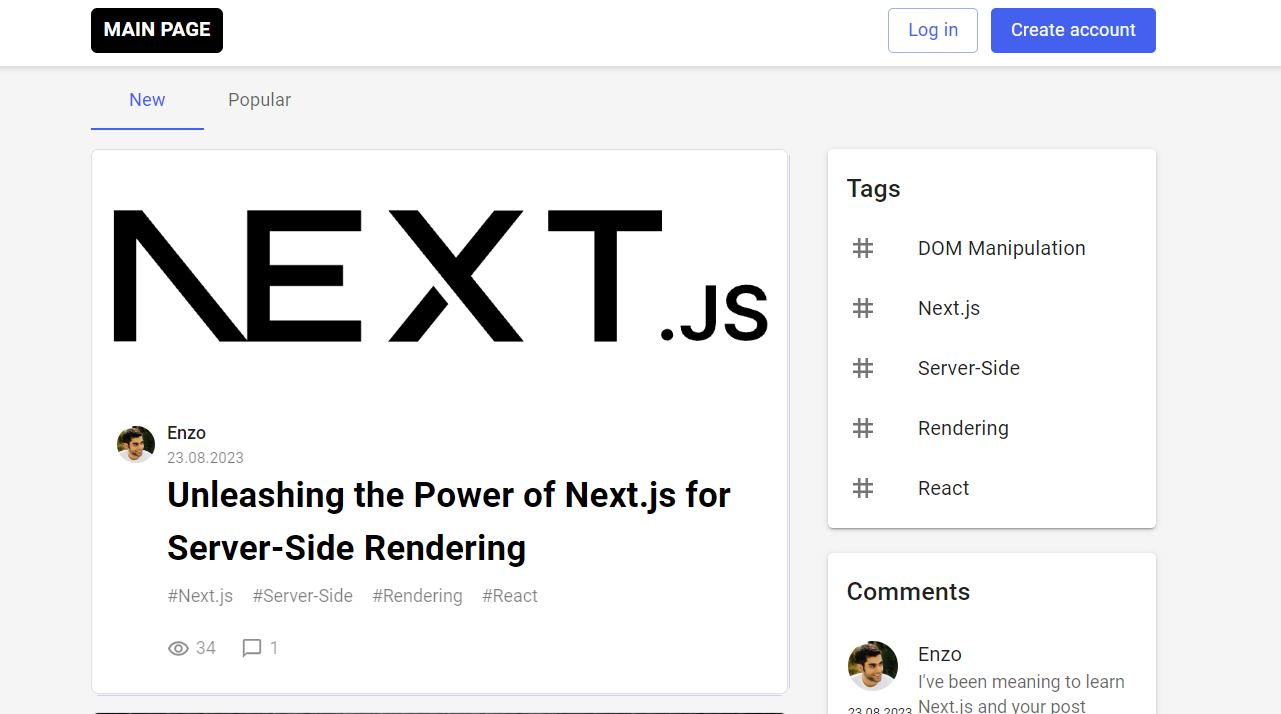 MAIN PAGE
Log in
Create account
New
Popular
NEXT.JS
Enzo
23.08.2023
Unleashing the Power of Next.js for
Server-Side Rendering
#Next.js #Server-Side #Rendering #React
34
1
Tags
DOM Manipulation
Next.js
Server-Side
Rendering
React
Comments
Enzo
I've been meaning to learn
Next.js and your post
23.08.2023